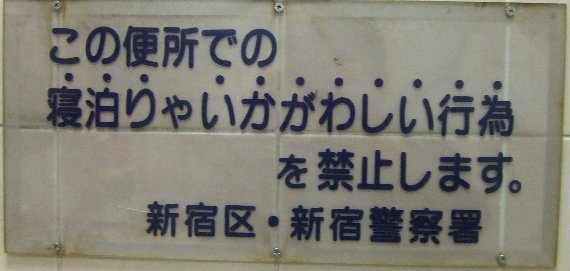 この便所での
寝泊りゃいかがわしい行為
を禁止します。
新宿区・新宿警察署